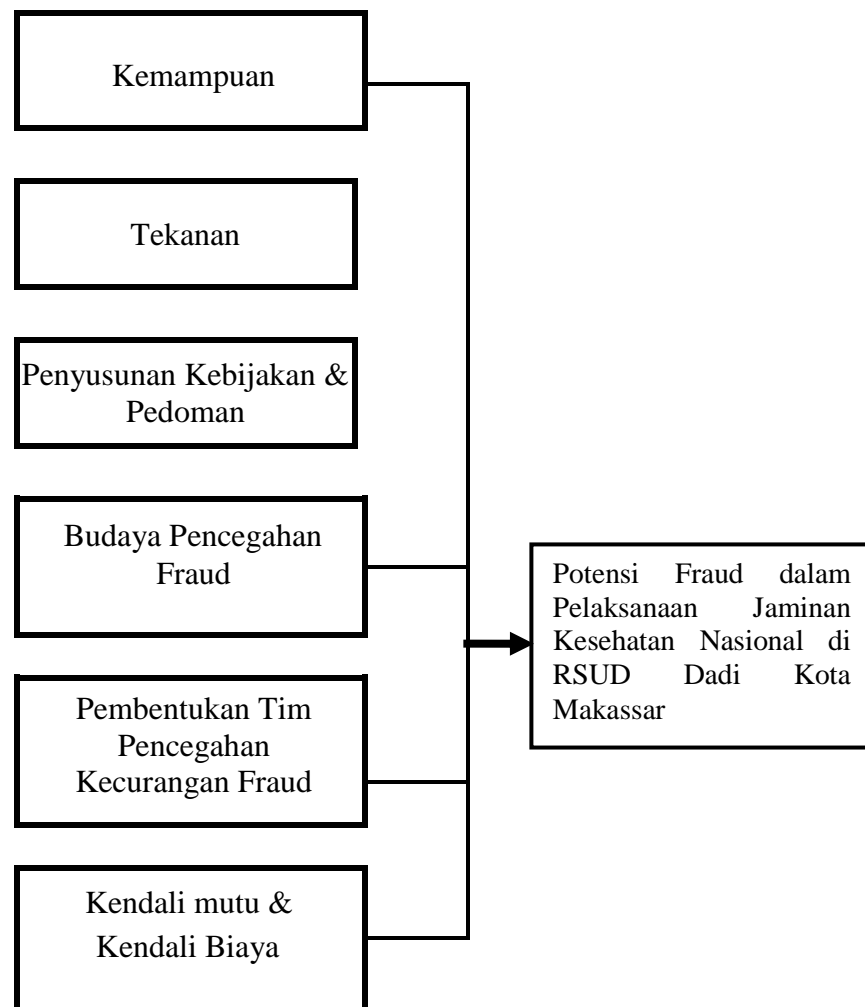 Kemampuan
Tekanan
Penyusunan Kebijakan &
Pedoman
Budaya Pencegahan
Fraud
Pembentukan Tim
Pencegahan
Kecurangan Fraud
Kendali mutu &
Kendali Biaya
Potensi Fraud dalam
Pelaksanaan Jaminan
Kesehatan Nasional di
RSUD Dadi Kota
Makassar